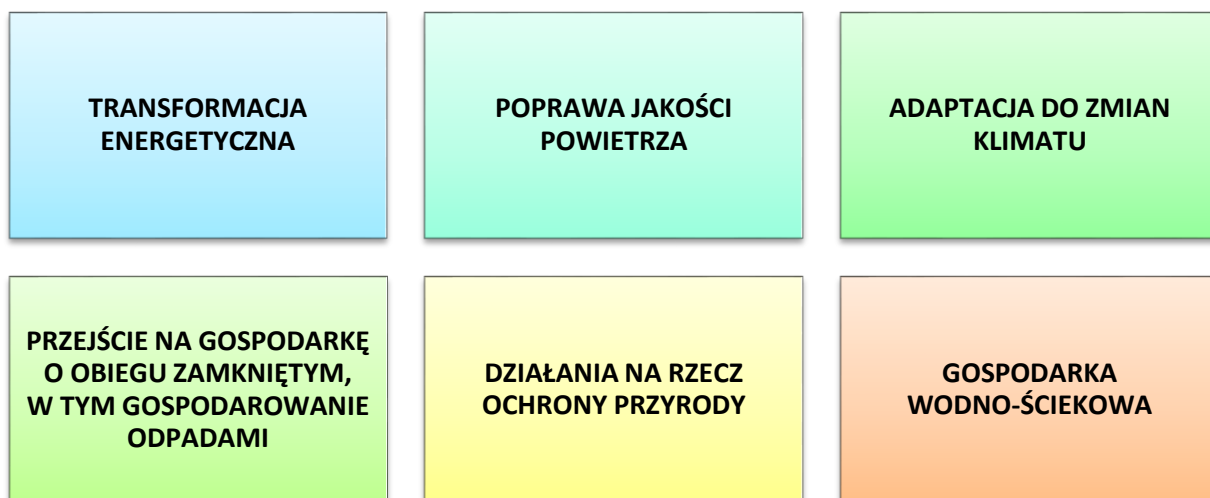 TRANSFORMACJA
ENERGETYCZNA
POPRAWA JAKOŚCI
POWIETRZA
ADAPTACJA DO ZMIAN
KLIMATU
PRZEJŚCIE NA GOSPODARKĘ
O OBIEGU ZAMKNIĘTYM,
W TYM GOSPODAROWANIE
ODPADAMI
DZIAŁANIA NA RZECZ
OCHRONY PRZYRODY
GOSPODARKA
WODNO-ŚCIEKOWA